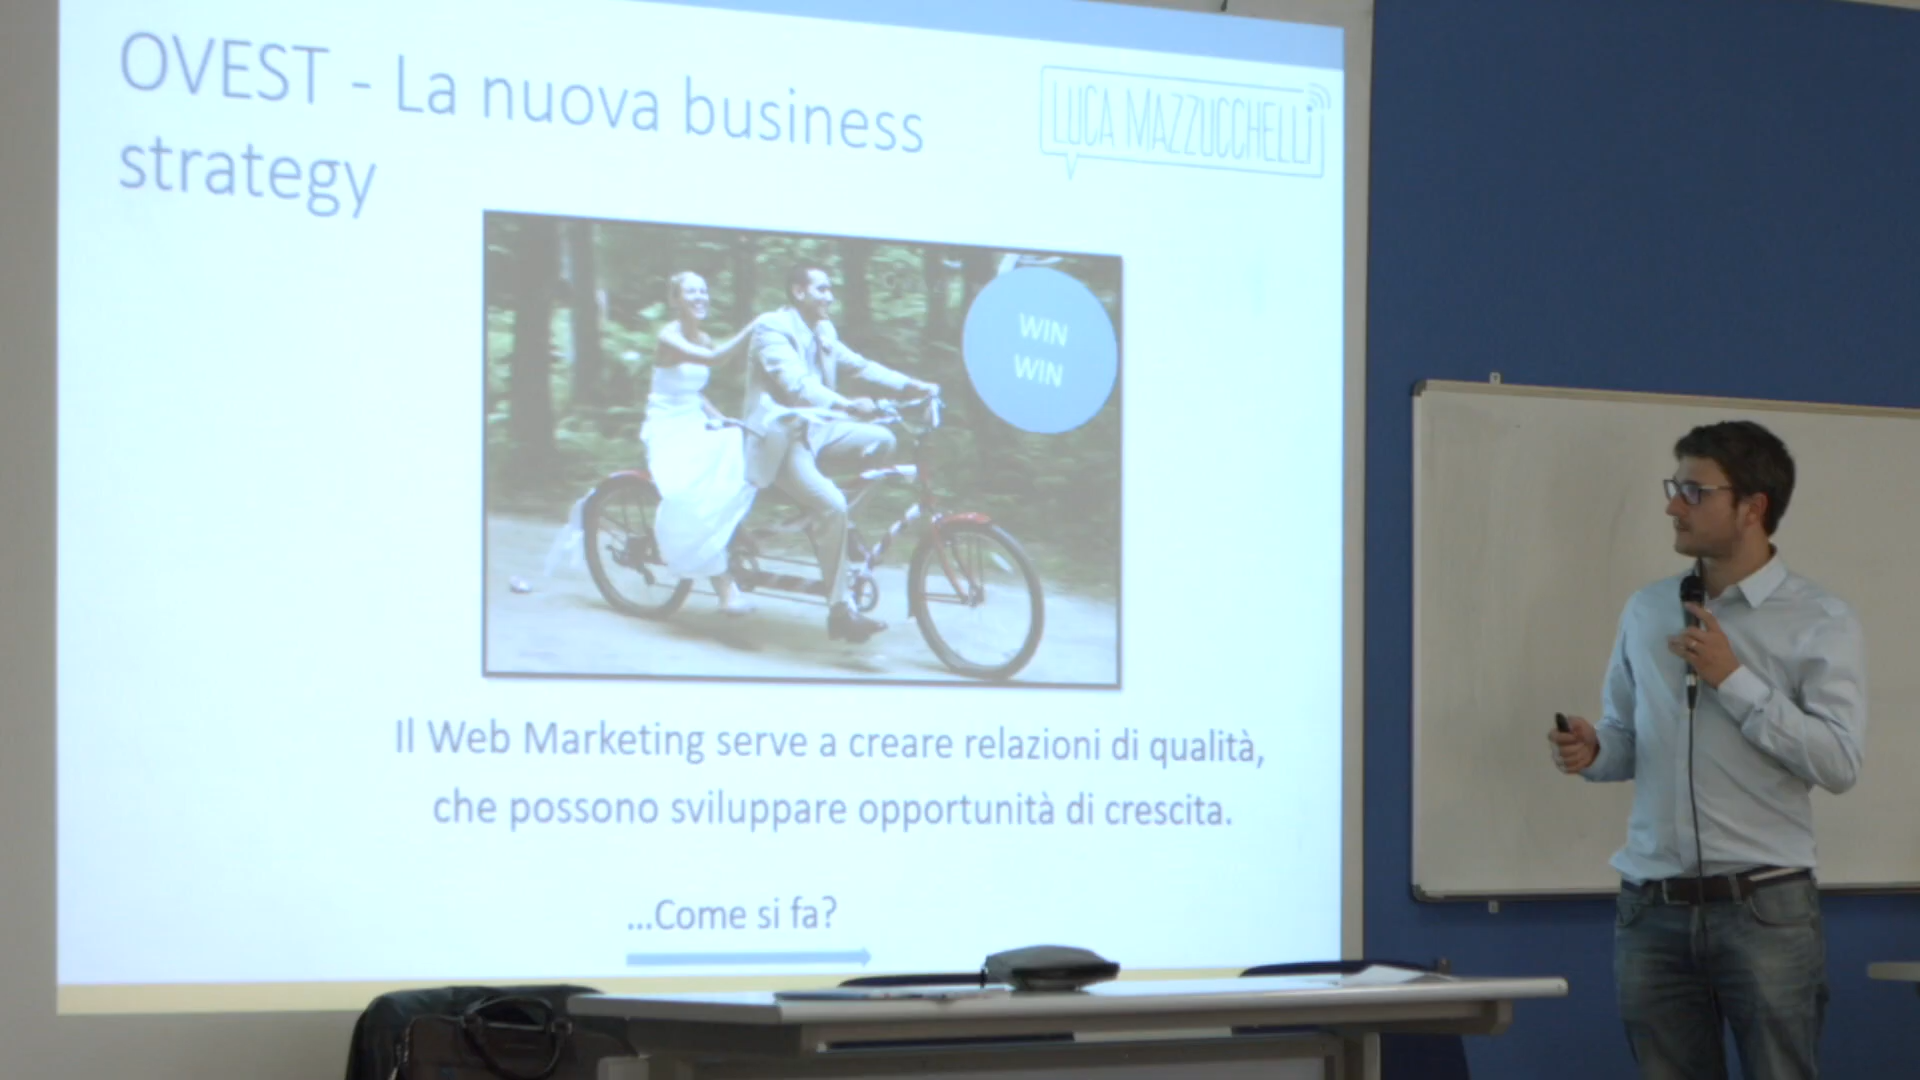 OVEST - La nuova business
strategy
LUCA MAZZUCCHELLI
WIN
WIN
Il Web Marketing serve a creare relazioni di qualità,
che possono sviluppare opportunità di crescita.
...Come si fa?